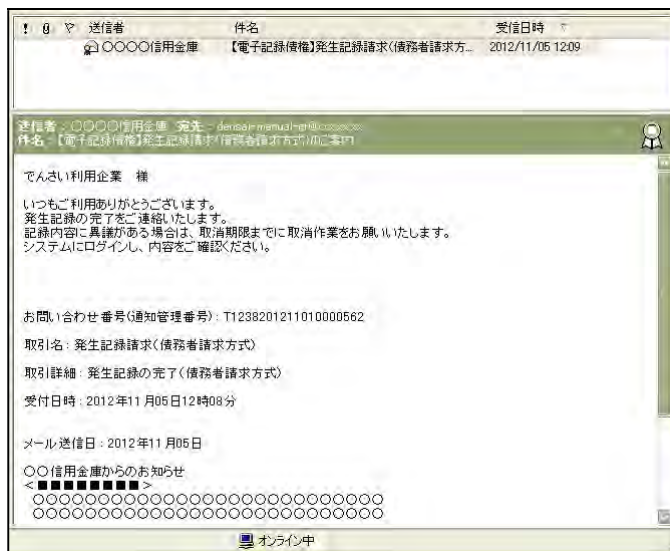 ! 送信者 件名 受信日時
○○○○信用金庫 【電子記録債権】発生記録請求(債務者請求方... 2012/11/05 12:09
送信者:○○○○信用金庫 宛先:
件名:【電子記録債権】発生記録請求(債務者請求方式)のご案内
でんさい利用企業 様
いつもご利用ありがとうございます。
発生記録の完了をご連絡いたします。
記録内容に異議がある場合は、取消期限までに取消作業をお願いいたします。
システムにログインし、内容をご確認ください。
お問い合わせ番号(通知管理番号):T1238201211010000562
取引名:発生記録請求(債務者請求方式)
取引詳細:発生記録の完了(債務者請求方式)
受付日時:2012年11月05日12時08分
メール送信日:2012年11月05日
○○信用金庫からのお知らせ
<■■■■■■■■>
○○○○○○○○○○○○○○○○○○○○○○○○○○○
○○○○○○○○○○○○○○○○○○○○○○○○○○○
オンライン中